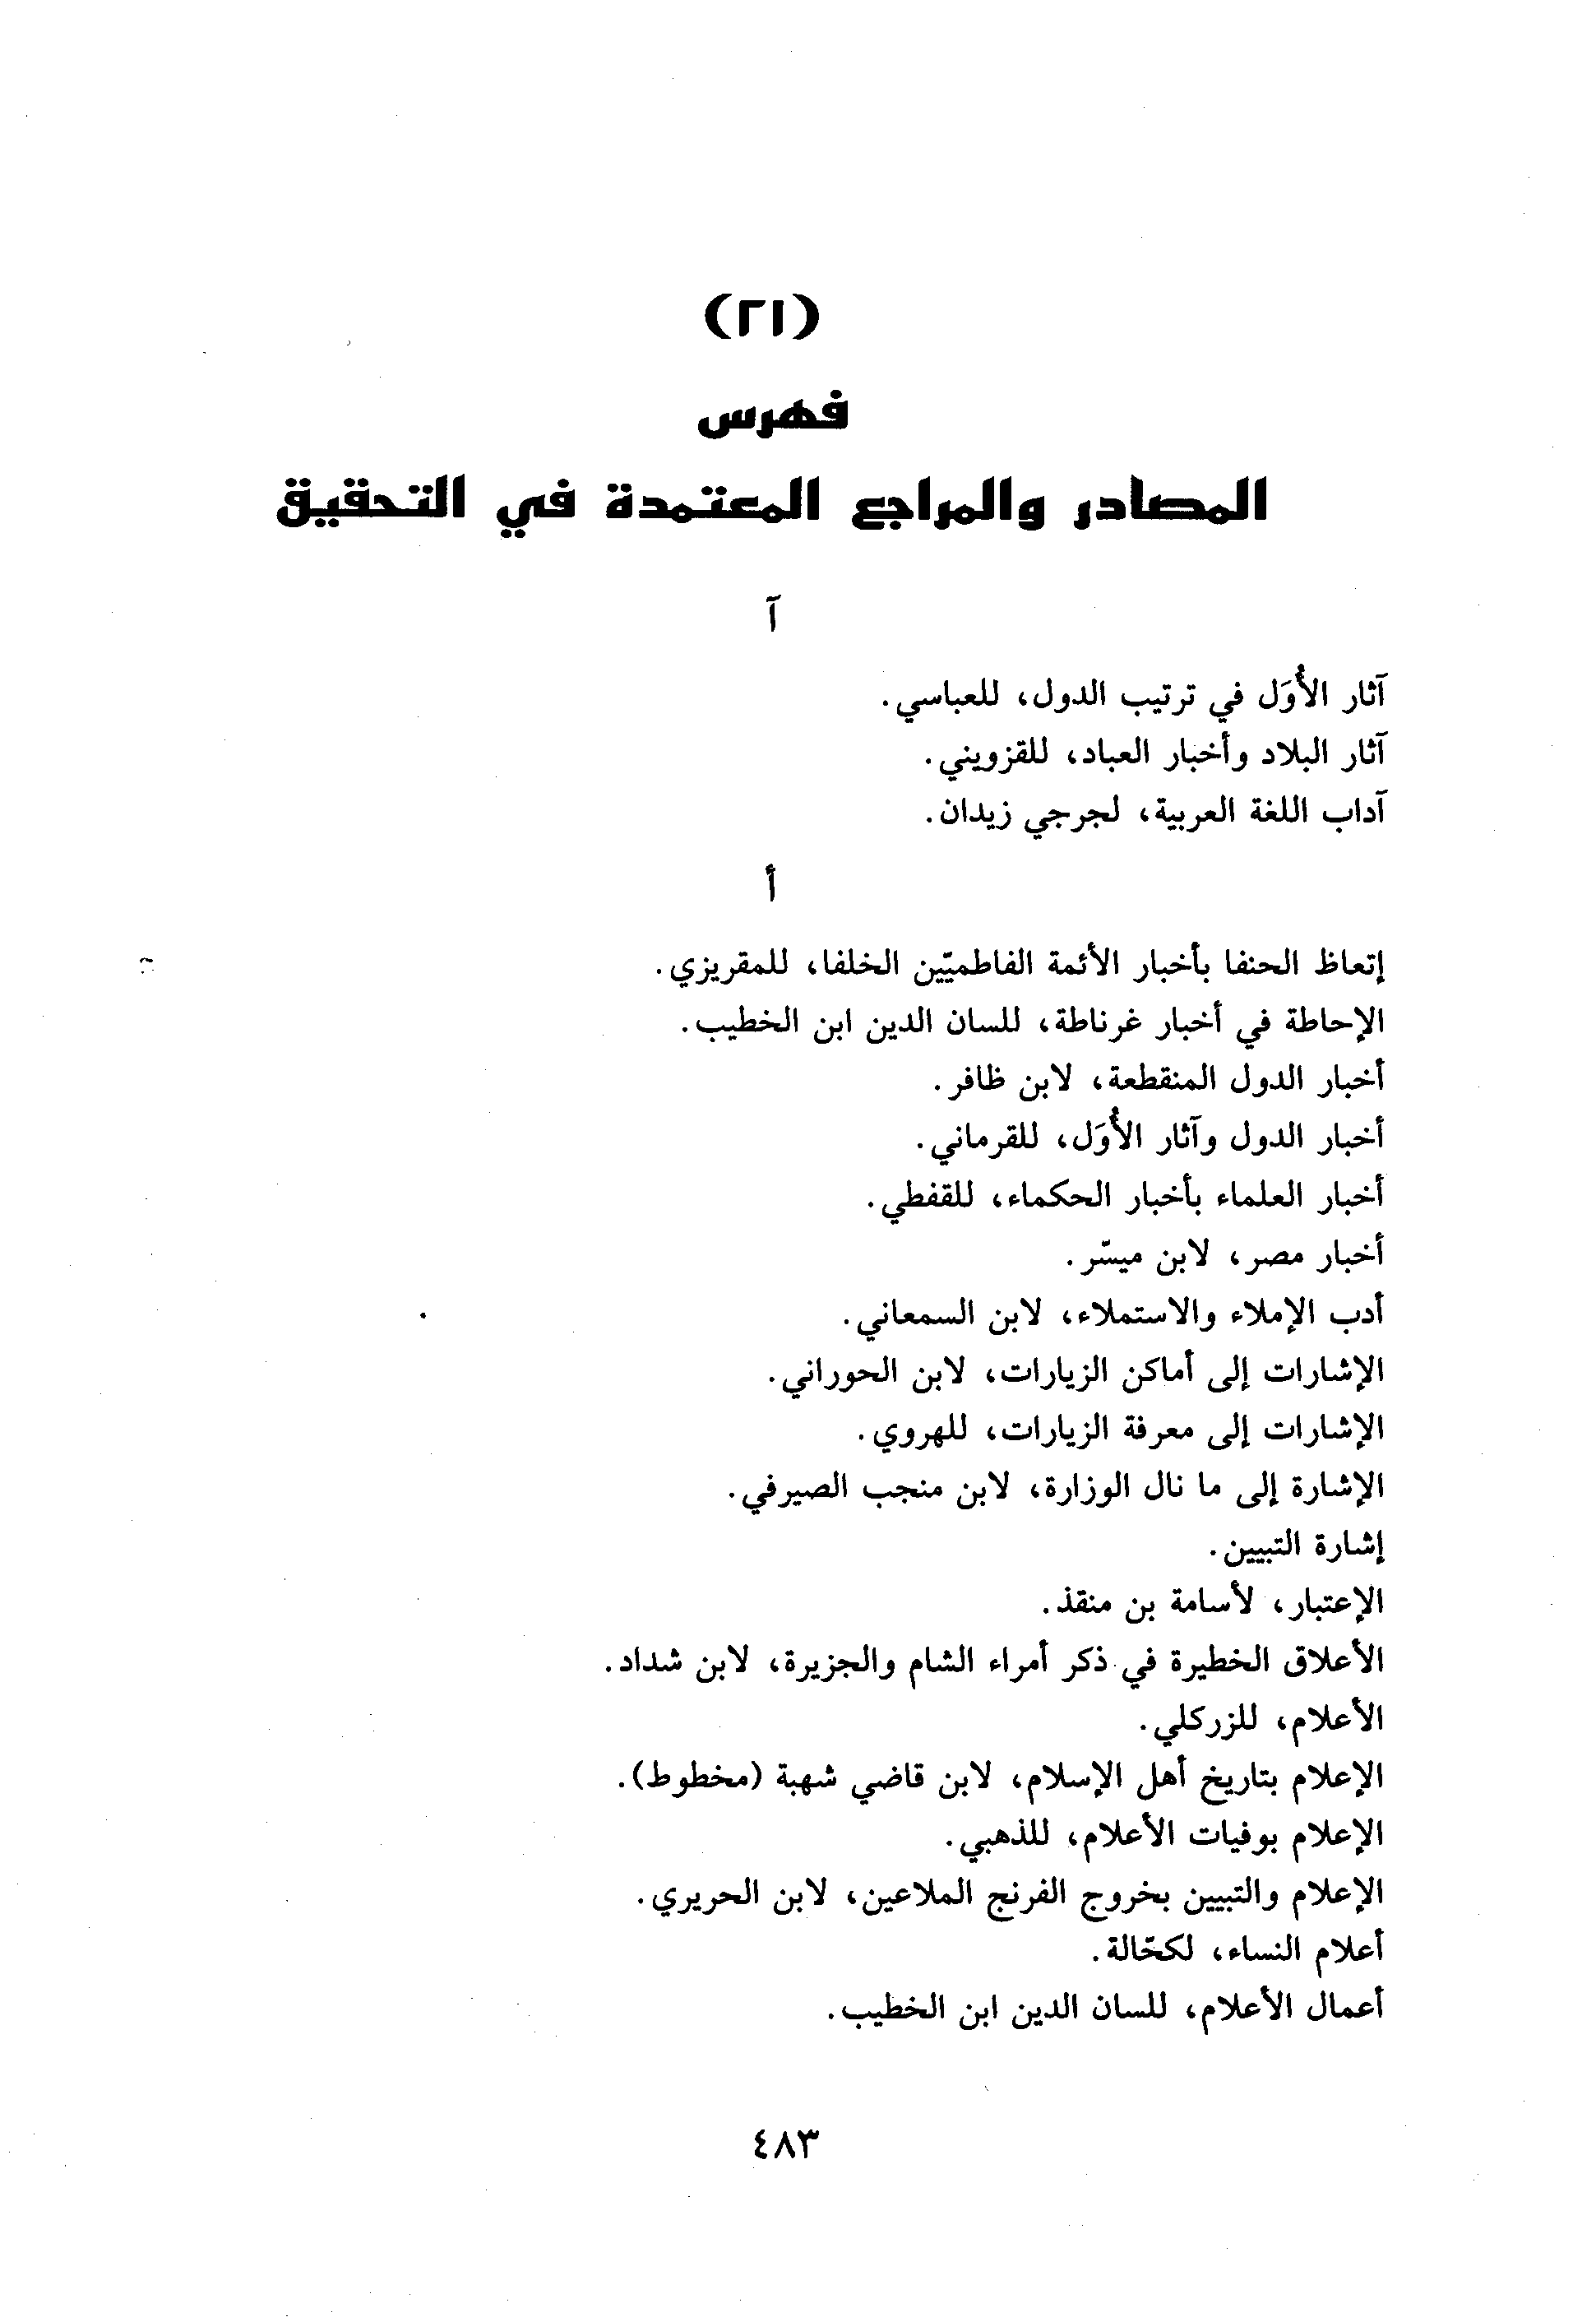 (٢١)
فهرس
المصادر والمراجع المعتمدة في التحقيق
آ
آثار الأُوَل في ترتيب الدول، للعباسي.
آثار البلاد وأخبار العباد، للقزويني.
آداب اللغة العربية، لجرجي زيدان.
أ
إتعاظ الحنفا بأخبار الأئمة الفاطميّين الخلفا، للمقريزي.
الإحاطة في أخبار غرناطة، للسان الدين ابن الخطيب.
أخبار الدول المنقطعة، لابن ظافر.
أخبار الدول وآثار الأُوَل، للقرماني.
أخبار العلماء بأخبار الحكماء، للقفطي.
أخبار مصر، لابن ميسّر.
أدب الإملاء والاستملاء، لابن السمعاني.
الإشارات إلى أماكن الزيارات، لابن الحوراني.
الإشارات إلى معرفة الزيارات، للهروي.
الإشارة إلى ما نال الوزارة، لابن منجب الصيرفي.
إشارة التبيين.
الإعتبار، لأسامة بن منقذ.
الأعلاق الخطيرة في ذكر أمراء الشام والجزيرة، لابن شداد.
الأعلام، للزركلي.
الإعلام بتاريخ أهل الإسلام، لابن قاضي شهبة (مخطوط).
الإعلام بوفيات الأعلام، للذهبي.
الإعلام والتبيين بخروج الفرنج الملاعين، لابن الحريري.
أعلام النساء، لكحّالة.
أعمال الأعلام، للسان الدين ابن الخطيب.
٤٨٣